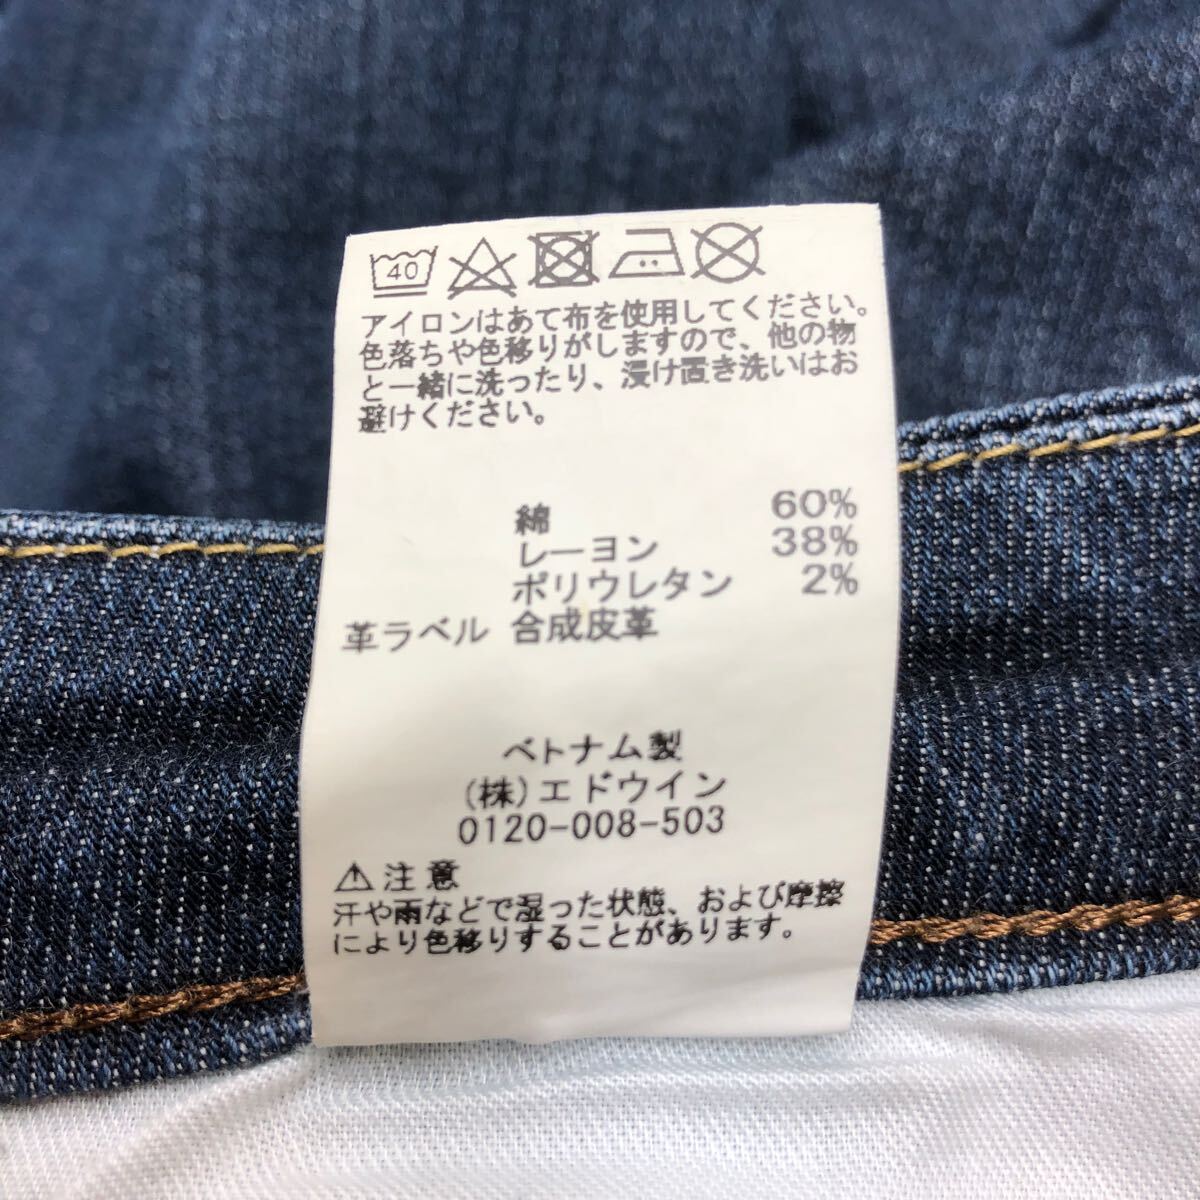 40
アイロンはあて布を使用してください。
色落ちや色移りがしますので、他の物
と一緒に洗ったり、浸け置き洗いはお
避けください。
綿 60%
レーヨン 38%
ポリウレタン 2%
革ラベル 合成皮革
ベトナム製
(株)エドウイン
0120-008-503
⚠注意
汗や雨などで湿った状態、および摩擦
により色移りすることがあります。